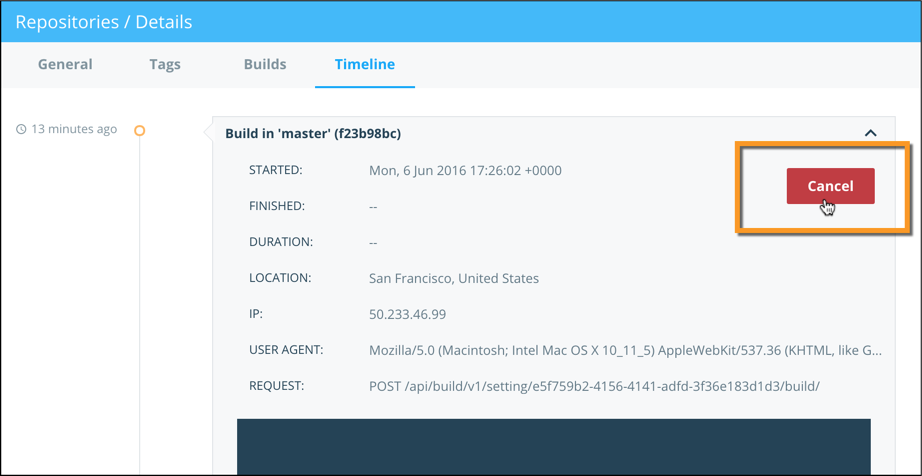 Repositories / Details
General Tags Builds Timeline
13 minutes ago
Build in 'master' (f23b98bc)
STARTED: Mon, 6 Jun 2016 17:26:02 +0000
Cancel
FINISHED: --
DURATION: --
LOCATION: San Francisco, United States
IP: 50.233.46.99
USER AGENT: Mozilla/5.0 (Macintosh; Intel Mac OS X 10_11_5) AppleWebKit/537.36 (KHTML, like G...
REQUEST: POST /api/build/v1/setting/e5f759b2-4156-4141-adfd-3f36e183d1d3/build/